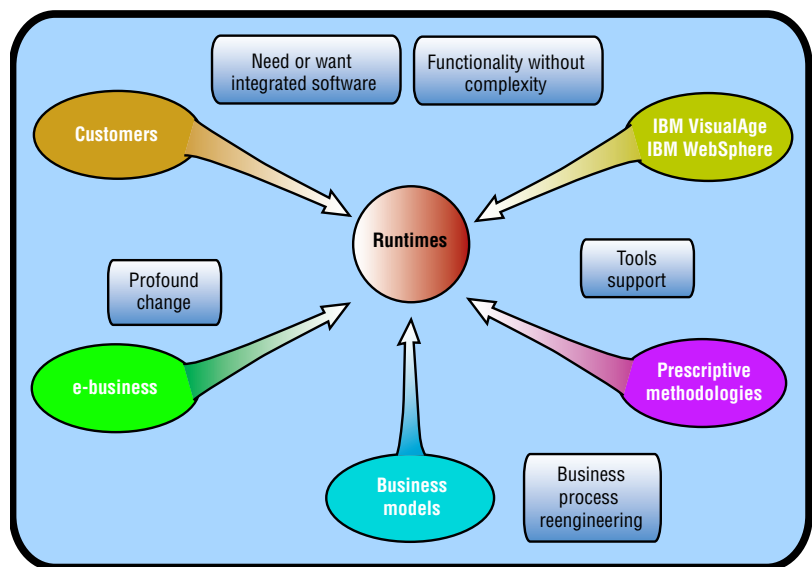 Need or want
integrated software
Functionality without
complexity
Customers
IBM VisualAge
IBM WebSphere
Runtimes
Profound
change
Tools
support
e-business
Prescriptive
methodologies
Business
models
Business
process
reengineering